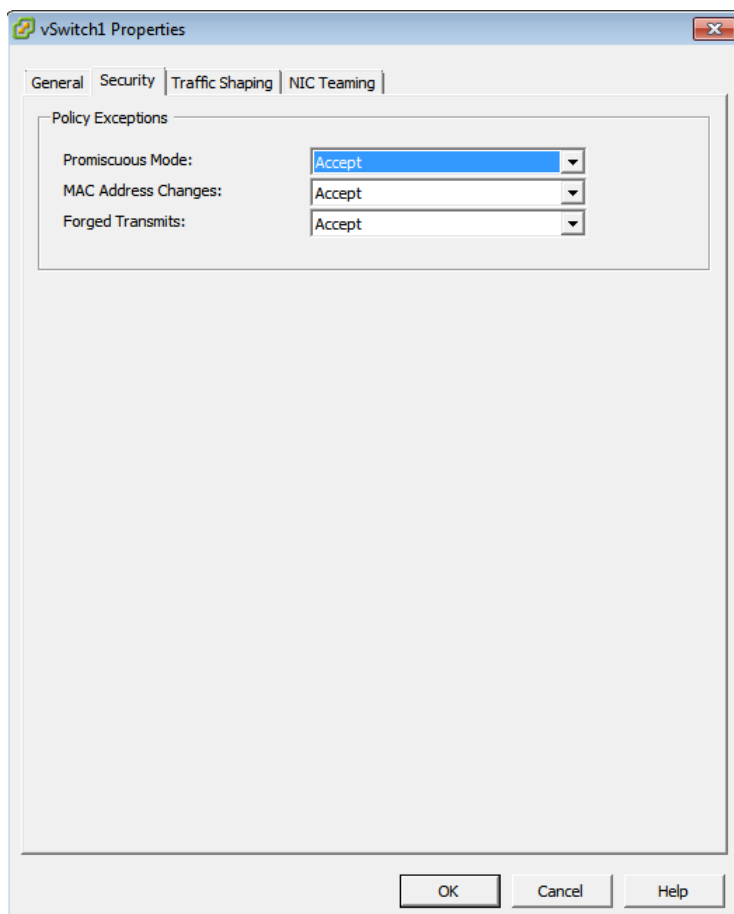 vSwitch1 Properties
General Security Traffic Shaping NIC Teaming
Policy Exceptions
Promiscuous Mode: Accept
MAC Address Changes: Accept
Forged Transmits: Accept
OK Cancel Help